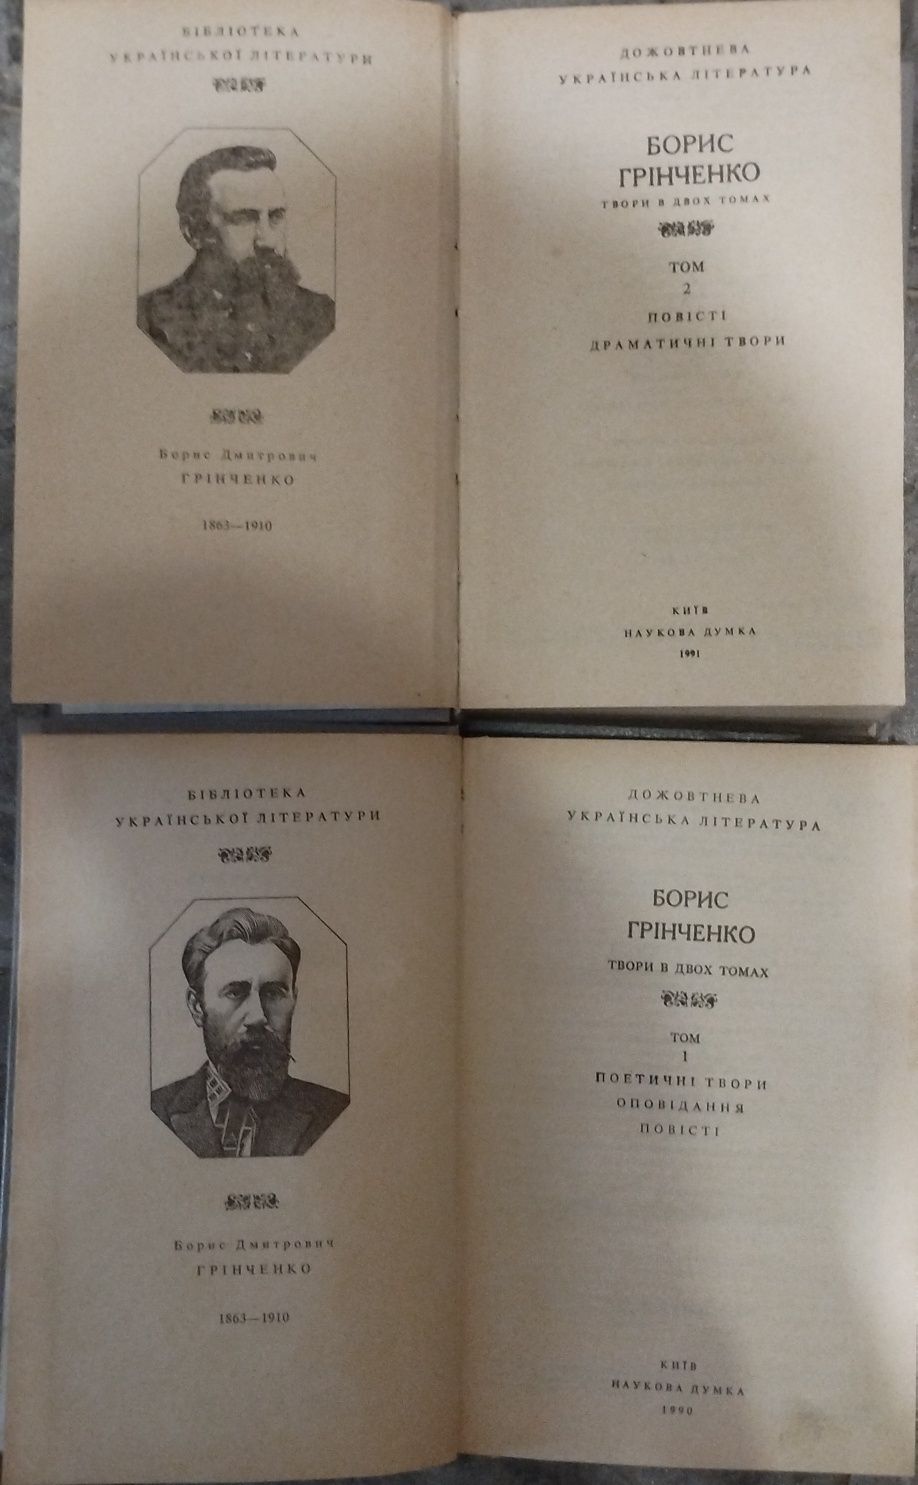 БІБЛІОТЕКА
УКРАЇНСЬКОЇ ЛІТЕРАТУРИ
Борис Дмитрович
ГРІНЧЕНКО
1863—1910
ДОЖОВТНЕВА
УКРАЇНСЬКА ЛІТЕРАТУРА
БОРИС
ГРІНЧЕНКО
ТВОРИ В ДВОХ ТОМАХ
ТОМ
2
ПОВІСТІ
ДРАМАТИЧНІ ТВОРИ
КИЇВ
НАУКОВА ДУМКА
1991
БІБЛІОТЕКА
УКРАЇНСЬКОЇ ЛІТЕРАТУРИ
Борис Дмитрович
ГРІНЧЕНКО
1863—1910
ДОЖОВТНЕВА
УКРАЇНСЬКА ЛІТЕРАТУРА
БОРИС
ГРІНЧЕНКО
ТВОРИ В ДВОХ ТОМАХ
ТОМ
1
ПОЕТИЧНІ ТВОРИ
ОПОВІДАННЯ
ПОВІСТІ
КИЇВ
НАУКОВА ДУМКА
1990